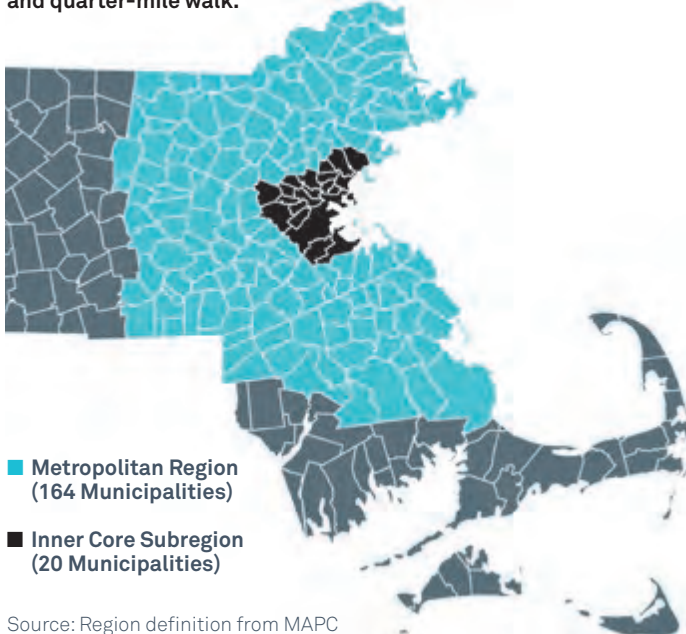 and quarter-mile walk.
Metropolitan Region
(164 Municipalities)
Inner Core Subregion
(20 Municipalities)
Source: Region definition from MAPC